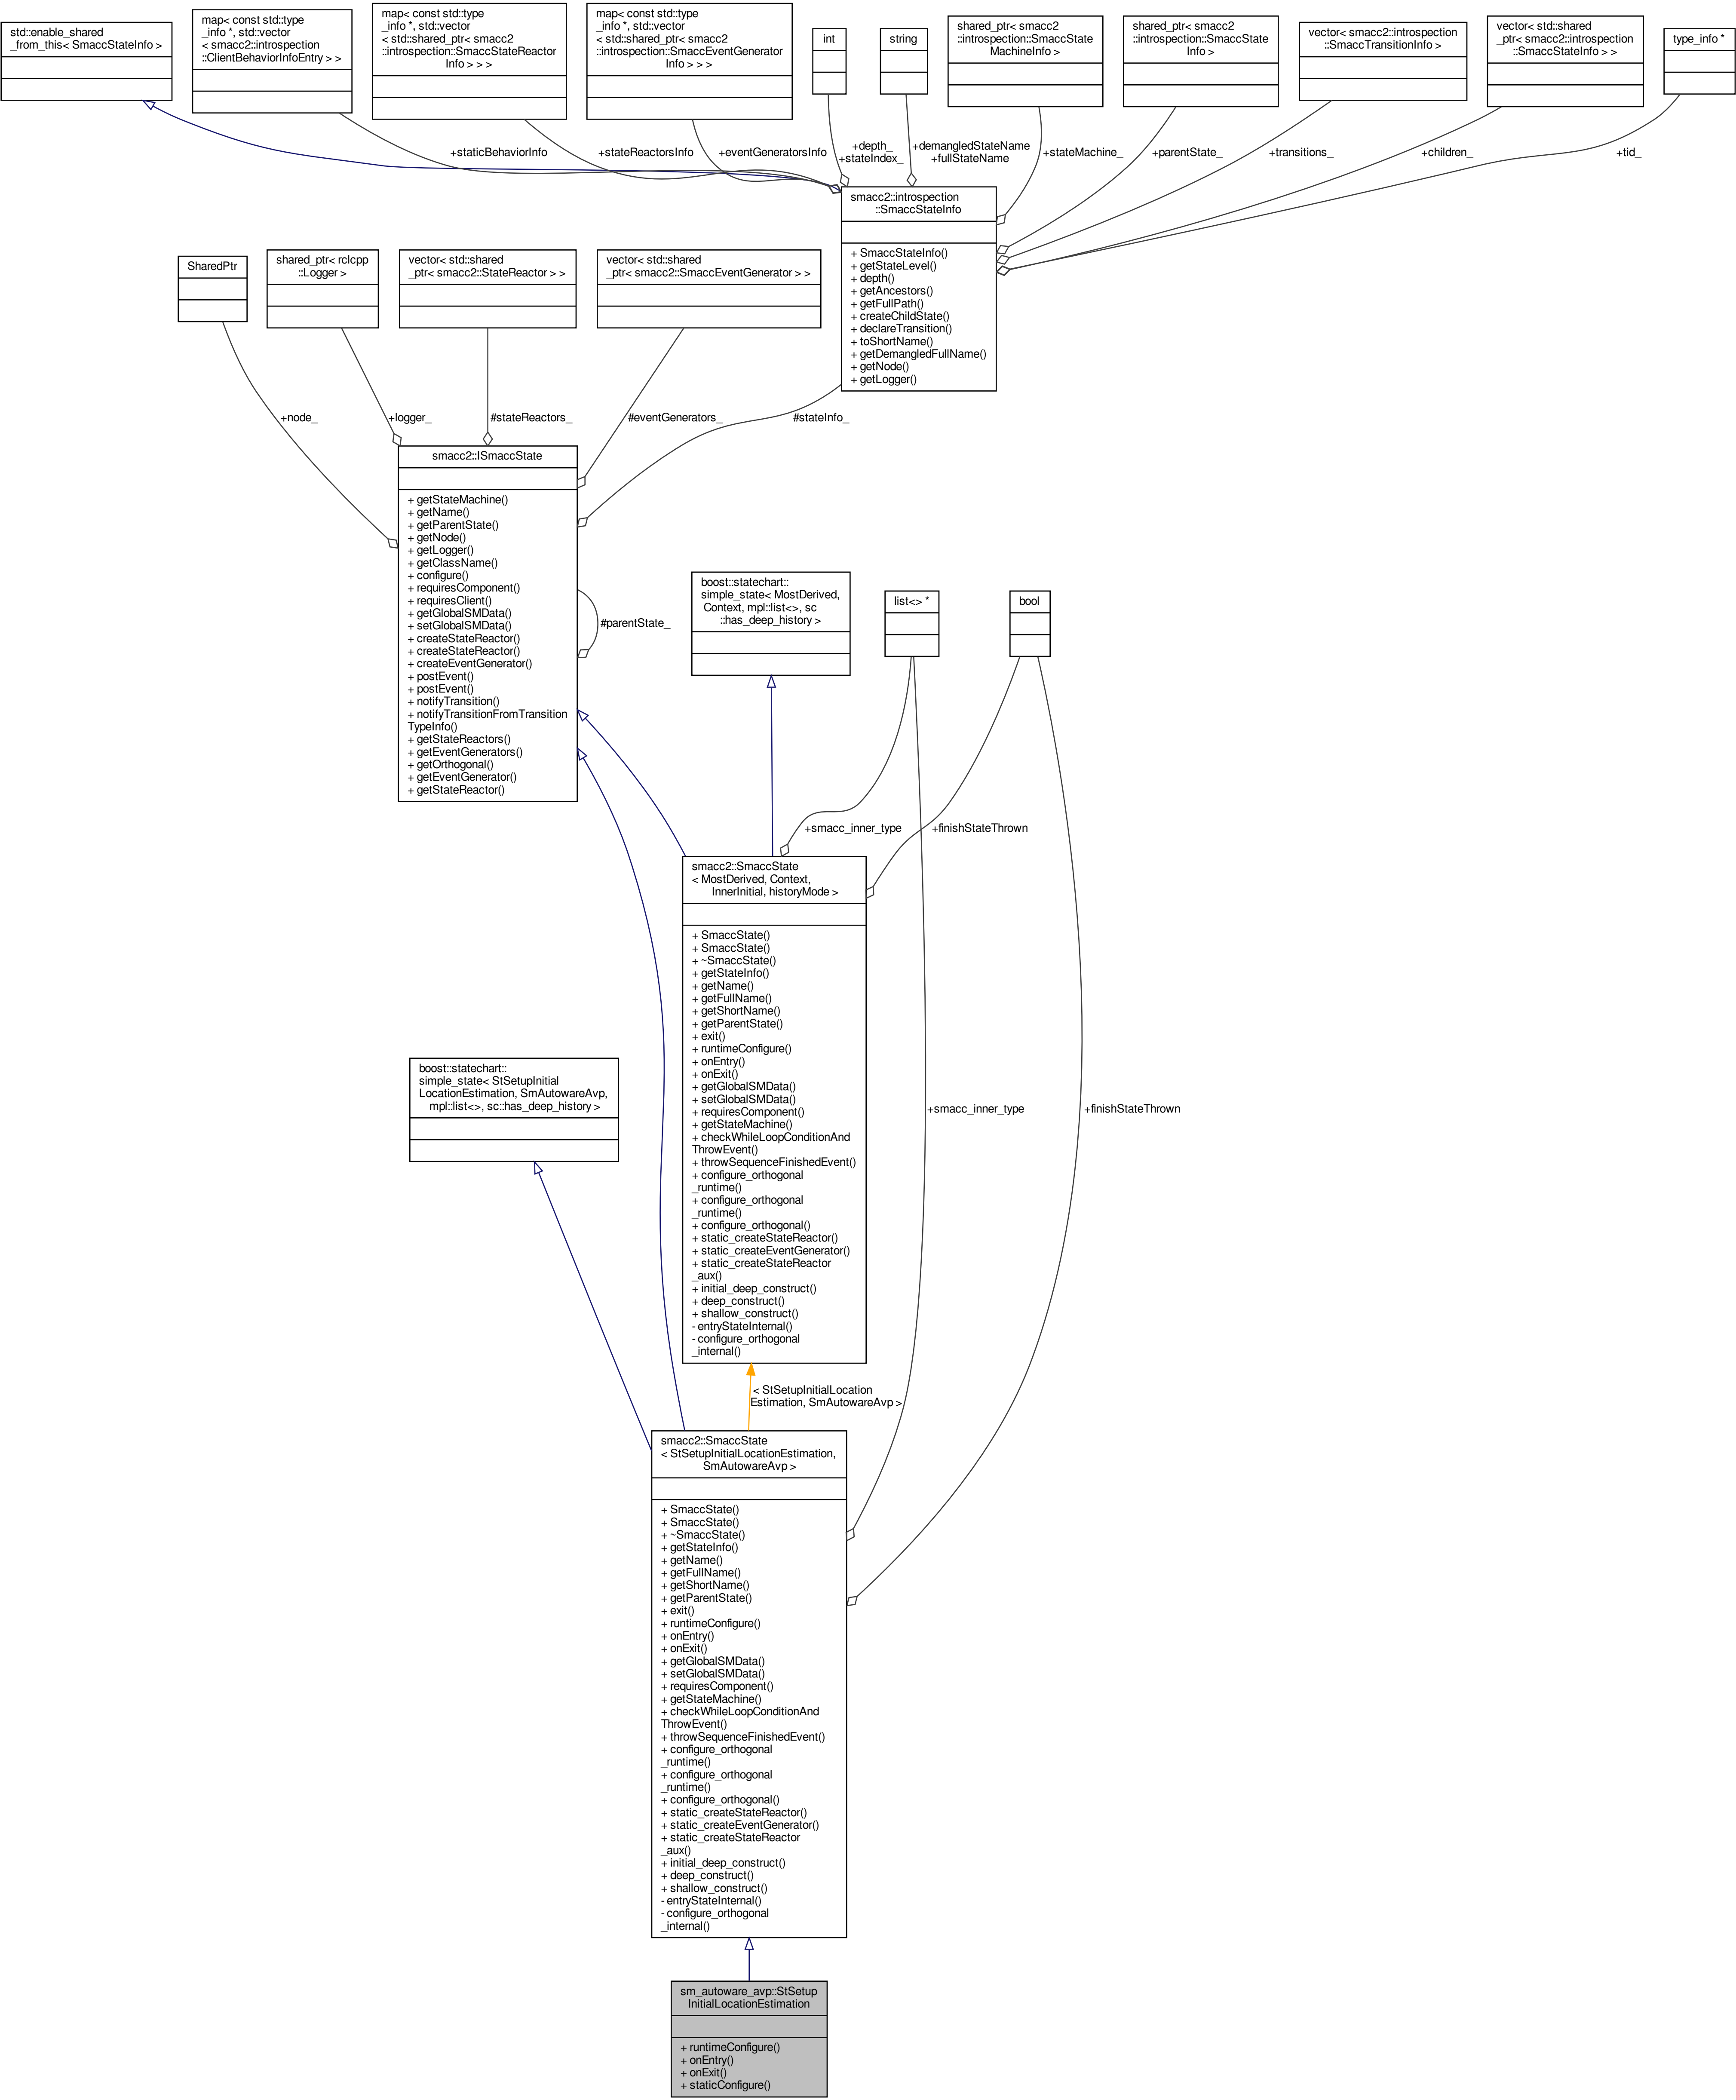 std::enable_shared
_from_this< SmaccStateInfo >
map< const std::type
_info *, std::vector
< smacc2::introspection
::ClientBehaviorInfoEntry > >
map< const std::type
_info *, std::vector
< std::shared_ptr< smacc2
::introspection::SmaccStateReactor
Info > > >
map< const std::type
_info *, std::vector
< std::shared_ptr< smacc2
::introspection::SmaccEventGenerator
Info > > >
int
string
shared_ptr< smacc2
::introspection::SmaccState
MachineInfo >
shared_ptr< smacc2
::introspection::SmaccState
Info >
vector< smacc2::introspection
::SmaccTransitionInfo >
vector< std::shared
_ptr< smacc2::introspection
::SmaccStateInfo > >
type_info *
+staticBehaviorInfo
+stateReactorsInfo
+eventGeneratorsInfo
+depth_
+stateIndex_
+demangledStateName
+fullStateName
+stateMachine_
+parentState_
+transitions_
+children_
+tid_
smacc2::introspection
::SmaccStateInfo
+ SmaccStateInfo()
+ getStateLevel()
+ depth()
+ getAncestors()
+ getFullPath()
+ createChildState()
+ declareTransition()
+ toShortName()
+ getDemangledFullName()
+ getNode()
+ getLogger()
SharedPtr
shared_ptr< rclcpp
::Logger >
vector< std::shared
_ptr< smacc2::StateReactor > >
vector< std::shared
_ptr< smacc2::SmaccEventGenerator > >
+node_
+logger_
#stateReactors_
#eventGenerators_
#stateInfo_
smacc2::ISmaccState
+ getStateMachine()
+ getName()
+ getParentState()
+ getNode()
+ getLogger()
+ getClassName()
+ configure()
+ requiresComponent()
+ requiresClient()
+ getGlobalSMData()
+ setGlobalSMData()
+ createStateReactor()
+ createStateReactor()
+ createEventGenerator()
+ postEvent()
+ postEvent()
+ notifyTransition()
+ notifyTransitionFromTransition
TypeInfo()
+ getStateReactors()
+ getEventGenerators()
+ getOrthogonal()
+ getEventGenerator()
+ getStateReactor()
#parentState_
boost::statechart::
simple_state< MostDerived,
Context, mpl::list<>, sc
::has_deep_history >
list<> *
bool
+smacc_inner_type
+finishStateThrown
smacc2::SmaccState
< MostDerived, Context,
InnerInitial, historyMode >
+ SmaccState()
+ SmaccState()
+ ~SmaccState()
+ getStateInfo()
+ getName()
+ getFullName()
+ getShortName()
+ getParentState()
+ exit()
+ runtimeConfigure()
+ onEntry()
+ onExit()
+ getGlobalSMData()
+ setGlobalSMData()
+ requiresComponent()
+ getStateMachine()
+ checkWhileLoopConditionAnd
ThrowEvent()
+ throwSequenceFinishedEvent()
+ configure_orthogonal
_runtime()
+ configure_orthogonal
_runtime()
+ configure_orthogonal()
+ static_createStateReactor()
+ static_createEventGenerator()
+ static_createStateReactor
_aux()
+ initial_deep_construct()
+ deep_construct()
+ shallow_construct()
- entryStateInternal()
- configure_orthogonal
_internal()
boost::statechart::
simple_state< StSetupInitial
LocationEstimation, SmAutowareAvp,
mpl::list<>, sc::has_deep_history >
+smacc_inner_type
+finishStateThrown
< StSetupInitialLocation
Estimation, SmAutowareAvp >
smacc2::SmaccState
< StSetupInitialLocationEstimation,
SmAutowareAvp >
+ SmaccState()
+ SmaccState()
+ ~SmaccState()
+ getStateInfo()
+ getName()
+ getFullName()
+ getShortName()
+ getParentState()
+ exit()
+ runtimeConfigure()
+ onEntry()
+ onExit()
+ getGlobalSMData()
+ setGlobalSMData()
+ requiresComponent()
+ getStateMachine()
+ checkWhileLoopConditionAnd
ThrowEvent()
+ throwSequenceFinishedEvent()
+ configure_orthogonal
_runtime()
+ configure_orthogonal
_runtime()
+ configure_orthogonal()
+ static_createStateReactor()
+ static_createEventGenerator()
+ static_createStateReactor
_aux()
+ initial_deep_construct()
+ deep_construct()
+ shallow_construct()
- entryStateInternal()
- configure_orthogonal
_internal()
sm_autoware_avp::StSetup
InitialLocationEstimation
+ runtimeConfigure()
+ onEntry()
+ onExit()
+ staticConfigure()